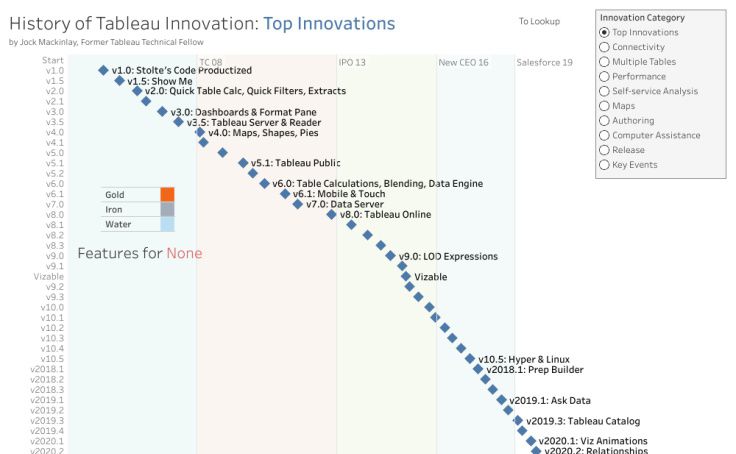 History of Tableau Innovation: Top Innovations
by Jock Mackinlay, Former Tableau Technical Fellow
To Lookup
Innovation Category
Top Innovations
Connectivity
Multiple Tables
Performance
Self-service Analysis
Maps
Authoring
Computer Assistance
Release
Key Events
Start
TC 08
IPO 13
New CEO 16
Salesforce 19
v1.0
v1.0: Stolte's Code Productized
v1.5
v1.5: Show Me
v2.0
v2.0: Quick Table Calc, Quick Filters, Extracts
v2.1
v3.0
v3.0: Dashboards & Format Pane
v3.5
v3.5: Tableau Server & Reader
v4.0
v4.0: Maps, Shapes, Pies
v4.1
v5.0
v5.1
v5.1: Tableau Public
v5.2
v6.0
v6.0: Table Calculations, Blending, Data Engine
v6.1
v6.1: Mobile & Touch
v7.0
v7.0: Data Server
v8.0
v8.0: Tableau Online
v8.1
v8.2
v8.3
v9.0
v9.0: LOD Expressions
v9.1
Vizable
Vizable
v9.2
v9.3
v10.0
v10.1
v10.2
v10.3
v10.4
v10.5
v10.5: Hyper & Linux
v2018.1
v2018.1: Prep Builder
v2018.2
v2018.3
v2019.1
v2019.1: Ask Data
v2019.2
v2019.3
v2019.3: Tableau Catalog
v2019.4
v2020.1
v2020.1: Viz Animations
v2020.2
v2020.2: Relationships
Gold
Iron
Water
Features for None